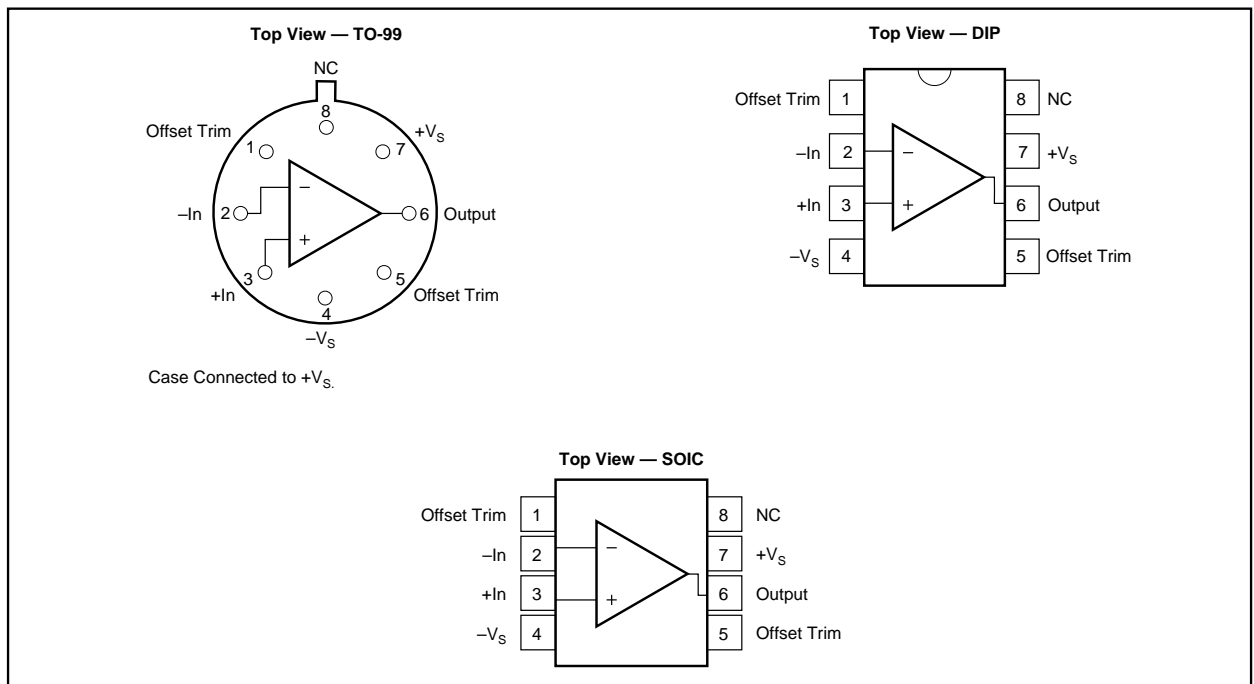 Top View — TO-99
NC
8
Offset Trim
1
+VS
7
–In
2
–
6
Output
+
3
+In
5
Offset Trim
4
–VS
Case Connected to +VS.
Top View — DIP
Offset Trim 1
8 NC
–In 2
–
7 +VS
+In 3
+
6 Output
–VS 4
5 Offset Trim
Top View — SOIC
Offset Trim 1
8 NC
–In 2
–
7 +VS
+In 3
+
6 Output
–VS 4
5 Offset Trim